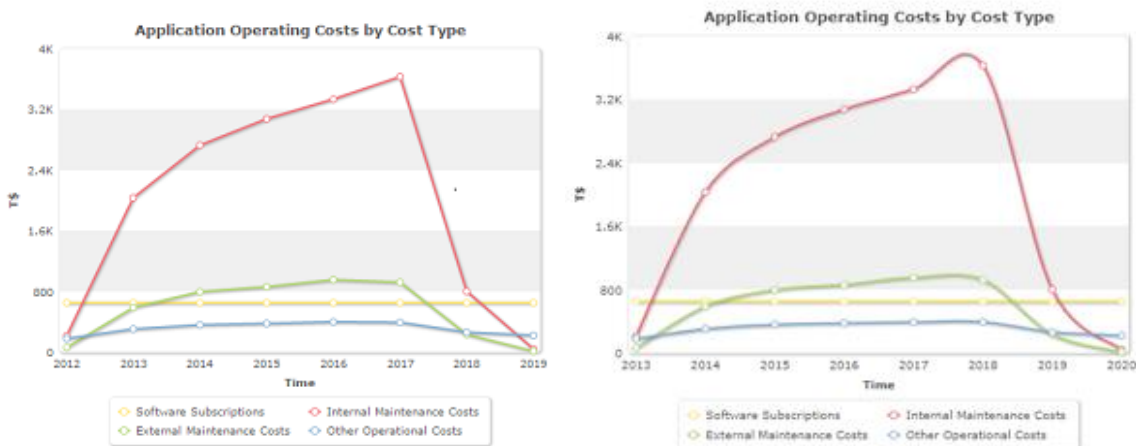 Application Operating Costs by Cost Type
4K
3.2K
2.4K
1.6K
800
0
T$
2012 2013 2014 2015 2016 2017 2018 2019
Time
Software Subscriptions Internal Maintenance Costs
External Maintenance Costs Other Operational Costs
Application Operating Costs by Cost Type
4K
3.2K
2.4K
1.6K
800
0
T$
2013 2014 2015 2016 2017 2018 2019 2020
Time
Software Subscriptions Internal Maintenance Costs
External Maintenance Costs Other Operational Costs